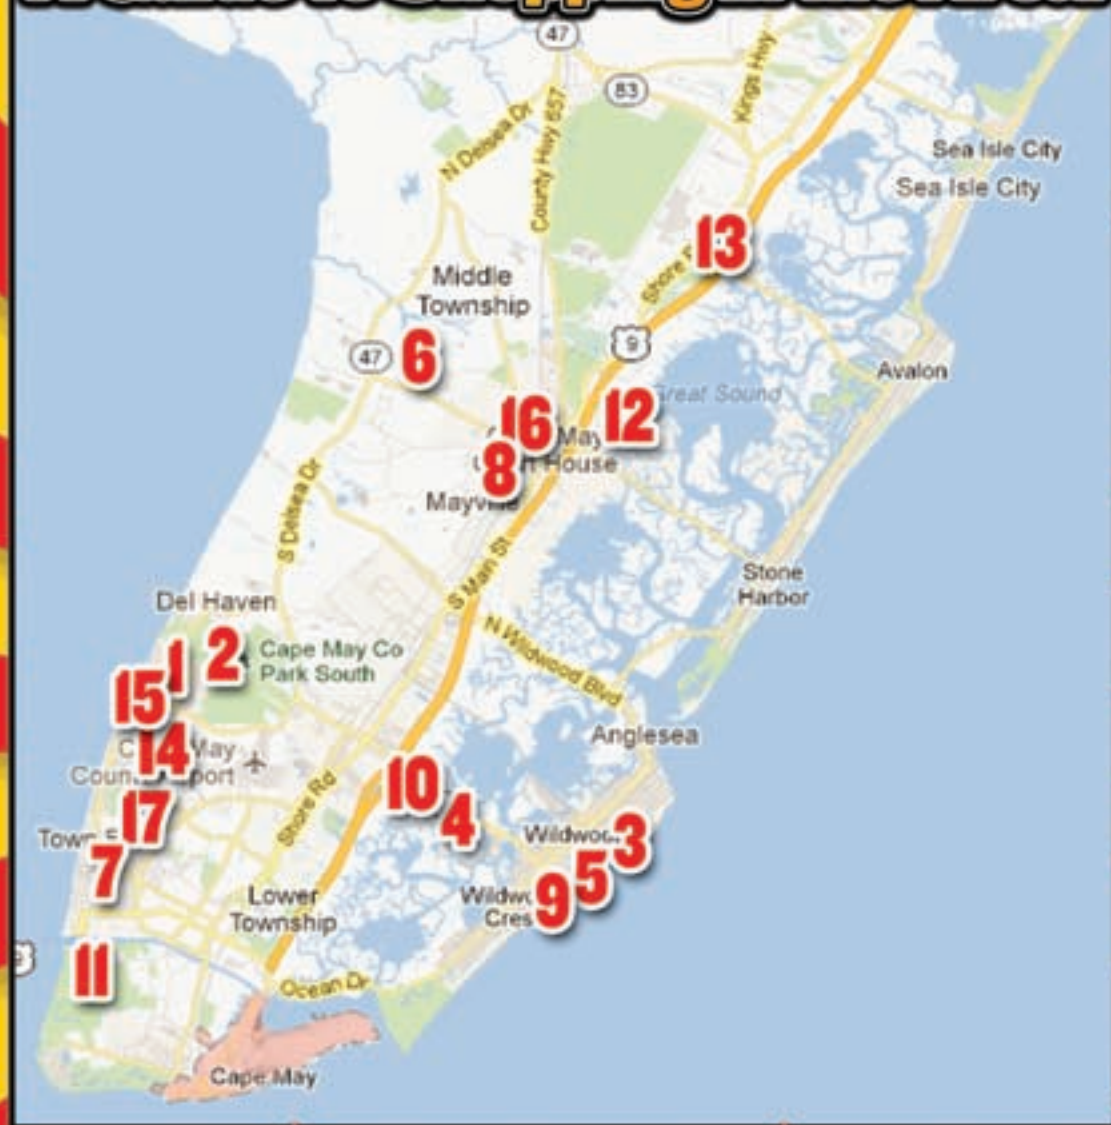 47
83
Kings Hwy
N Delsea Dr
County Hwy 657
Sea Isle City
Sea Isle City
13
Shore
Middle
Township
9
47
6
Avalon
Great Sound
16
12
May
8
House
S Delsea Dr
S Main St
Stone
Harbor
Del Haven
N Wildwood Blvd
1
2
Cape May Co
Park South
15
Anglesea
14
May
17
10
4
Shore Rd
3
7
5
9
Lower
Township
11
Ocean Dr
Cape May